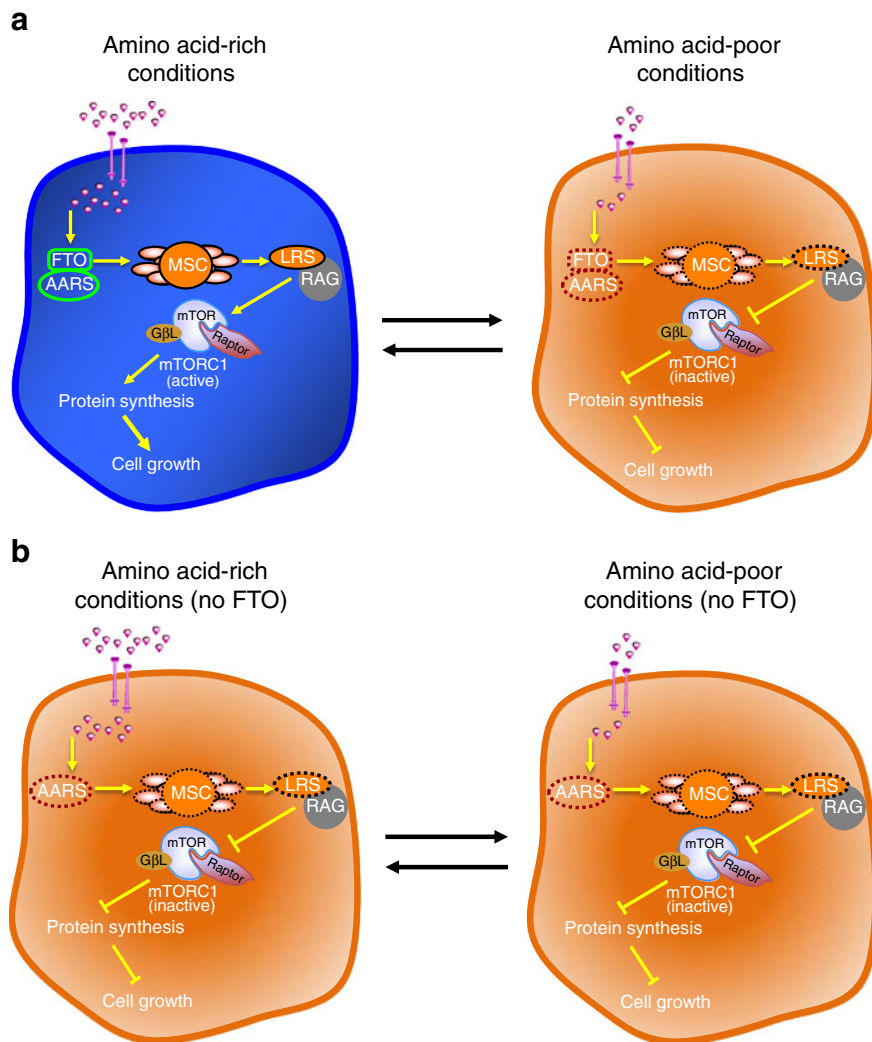 a
Amino acid-rich
conditions
FTO
AARS
MSC
LRS
RAG
mTOR
GβL
Raptor
mTORC1
(active)
Protein synthesis
Cell growth
Amino acid-poor
conditions
FTO
AARS
MSC
LRS
RAG
mTOR
GβL
Raptor
mTORC1
(inactive)
Protein synthesis
Cell growth
b
Amino acid-rich
conditions (no FTO)
AARS
MSC
LRS
RAG
mTOR
GβL
Raptor
mTORC1
(inactive)
Protein synthesis
Cell growth
Amino acid-poor
conditions (no FTO)
AARS
MSC
LRS
RAG
mTOR
GβL
Raptor
mTORC1
(inactive)
Protein synthesis
Cell growth